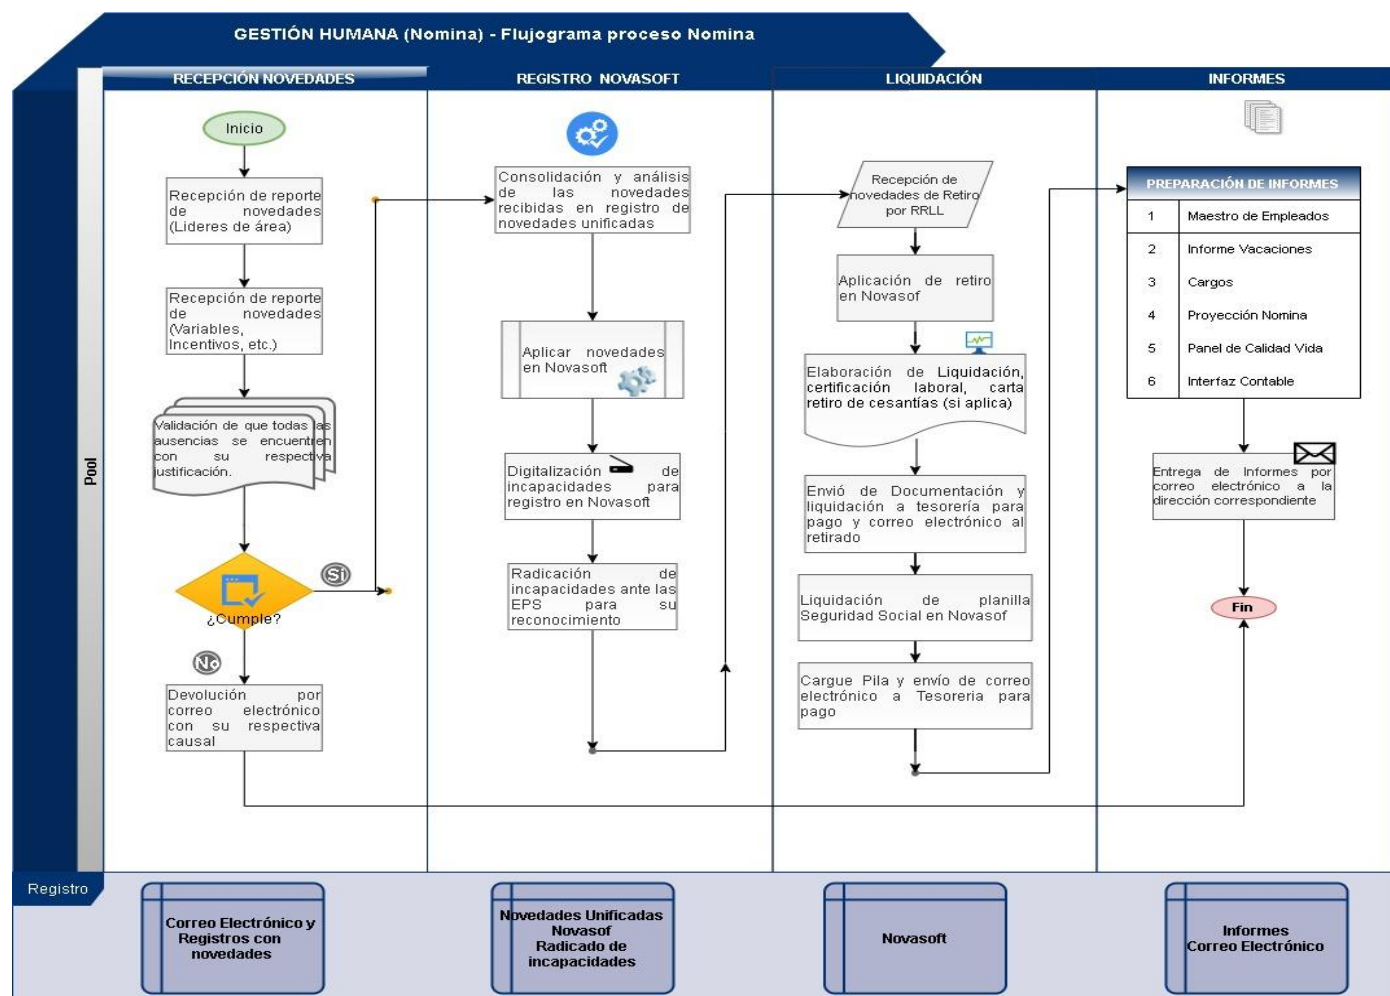 GESTIÓN HUMANA (Nomina) - Flujograma proceso Nomina
Pool
RECEPCIÓN NOVEDADES
Inicio
Recepción de reporte
de novedades
(Lideres de área)
Recepción de reporte
de novedades
(Variables,
Incentivos, etc.)
Validación de que todas las
ausencias se encuentren
con su respectiva
justificación.
¿Cumple?
Si
No
Devolución por
correo electrónico
con su respectiva
causal
REGISTRO NOVASOFT
Consolidación y análisis
de las novedades
recibidas en registro de
novedades unificadas
Aplicar novedades
en Novasoft
Digitalización de
incapacidades para
registro en Novasoft
Radicación de
incapacidades ante las
EPS para su
reconocimiento
LIQUIDACIÓN
Recepción de
novedades de Retiro
por RRLL
Aplicación de retiro
en Novasof
Elaboración de Liquidación,
certificación laboral, carta
retiro de cesantías (si aplica)
Envió de Documentación y
liquidación a tesorería para
pago y correo electrónico al
retirado
Liquidación de planilla
Seguridad Social en Novasof
Cargue Pila y envío de correo
electrónico a Tesoreria para
pago
INFORMES
PREPARACIÓN DE INFORMES
1 Maestro de Empleados
2 Informe Vacaciones
3 Cargos
4 Proyección Nomina
5 Panel de Calidad Vida
6 Interfaz Contable
Entrega de Informes por
correo electrónico a la
dirección correspondiente
Fin
Registro
Correo Electrónico y
Registros con
novedades
Novedades Unificadas
Novasof
Radicado de
incapacidades
Novasoft
Informes
Correo Electrónico